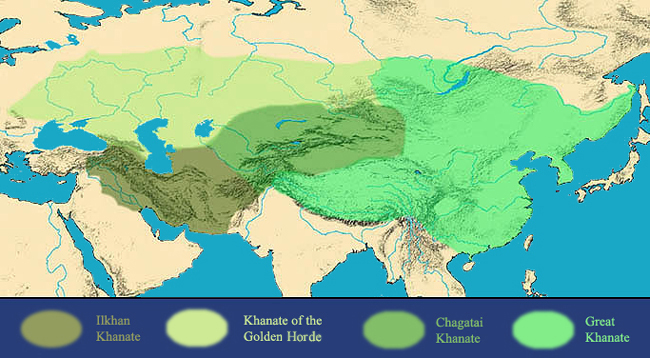 Ilkhan
Khanate
Khanate of the
Golden Horde
Chagatai
Khanate
Great
Khanate